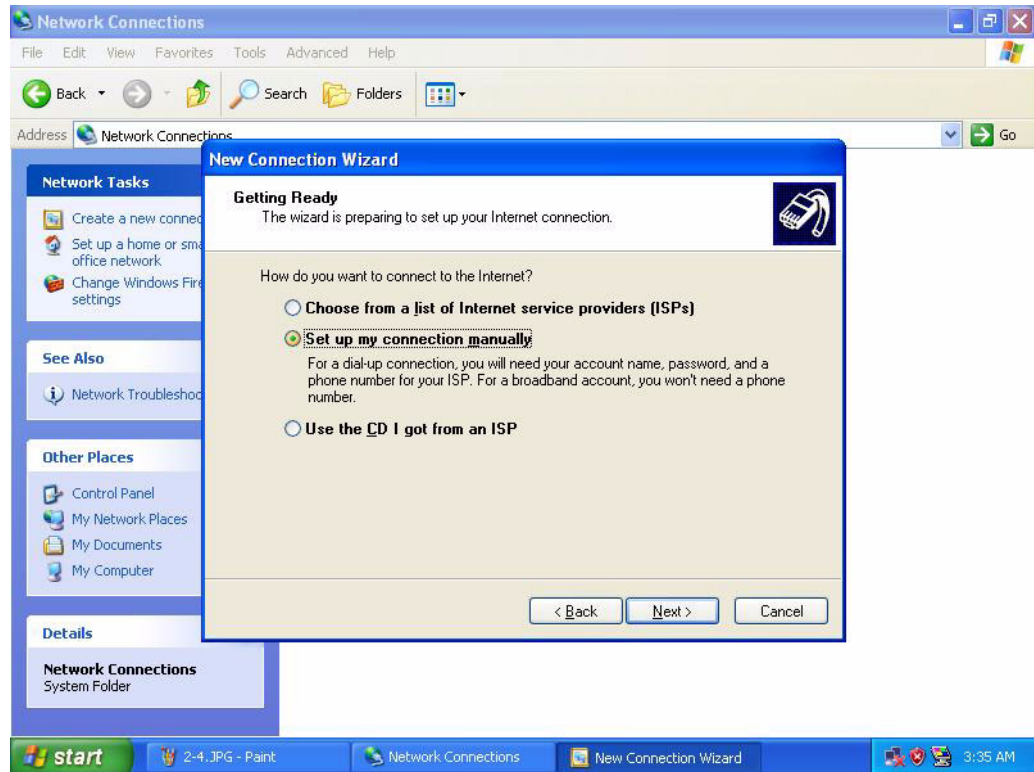 Network Connections
File Edit View Favorites Tools Advanced Help
Back Search Folders
Address Network Connections Go
New Connection Wizard
Getting Ready
The wizard is preparing to set up your Internet connection.
How do you want to connect to the Internet?
Choose from a list of Internet service providers (ISPs)
Set up my connection manually
For a dial-up connection, you will need your account name, password, and a
phone number for your ISP. For a broadband account, you won't need a phone
number.
Use the CD I got from an ISP
< Back Next > Cancel
Network Tasks
Create a new connec
Set up a home or sma
office network
Change Windows Fire
settings
See Also
Network Troubleshoo
Other Places
Control Panel
My Network Places
My Documents
My Computer
Details
Network Connections
System Folder
start 2-4.JPG - Paint Network Connections New Connection Wizard 3:35 AM